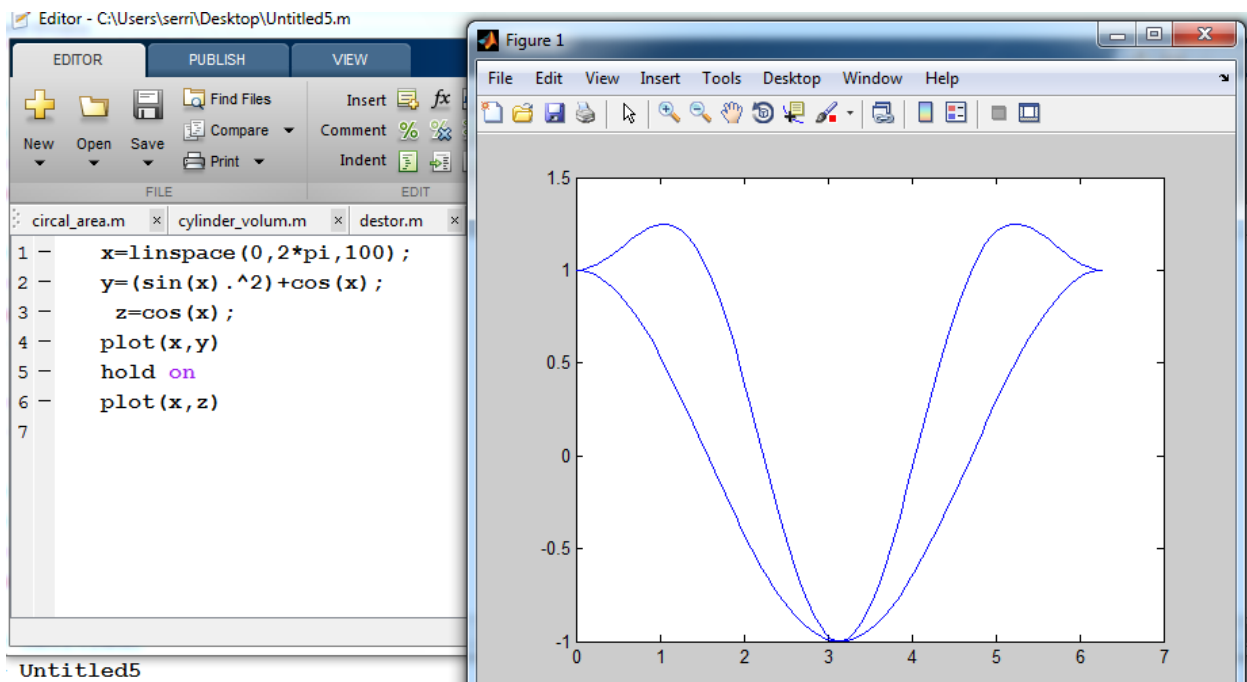 Editor - C:\Users\serri\Desktop\Untitled5.m
EDITOR PUBLISH VIEW
New Open Save
Find Files
Compare
Print
Insert fx
Comment %
Indent
FILE EDIT
circal_area.m × cylinder_volum.m × destor.m ×
1 – x=linspace(0,2*pi,100);
2 – y=(sin(x).^2)+cos(x);
3 – z=cos(x);
4 – plot(x,y)
5 – hold on
6 – plot(x,z)
7
Untitled5
Figure 1
File Edit View Insert Tools Desktop Window Help
1.5
1
0.5
0
-0.5
-1
0 1 2 3 4 5 6 7